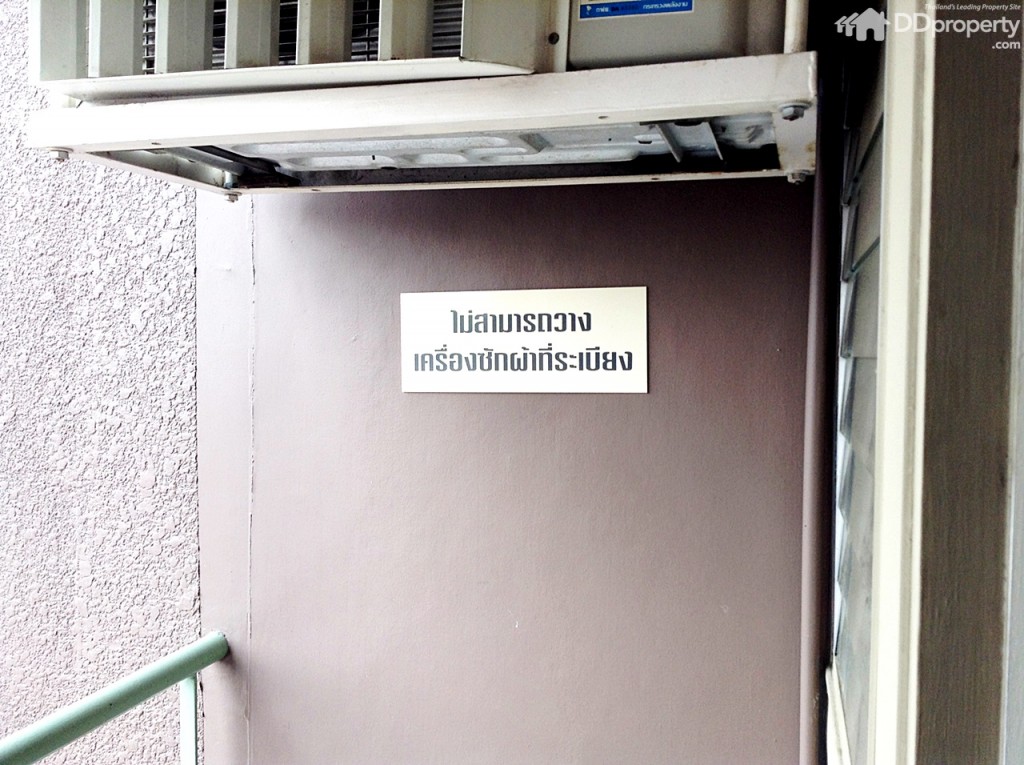 Thailand's Leading Property Site
DDproperty
.com
ไม่สามารถวาง
เครื่องซักผ้าที่ระเบียง